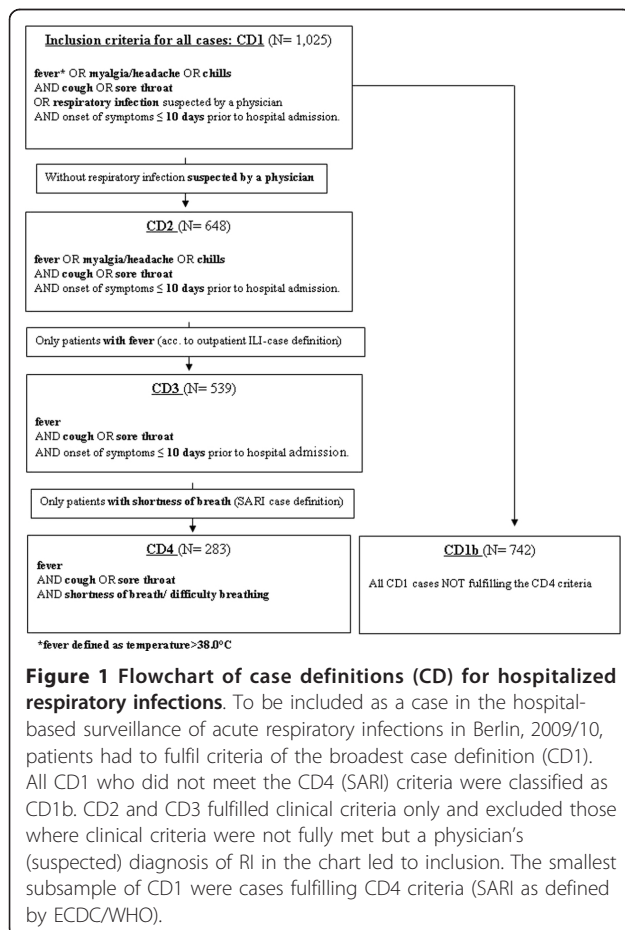 Inclusion criteria for all cases: CD1 (N= 1,025)
fever* OR myalgia/headache OR chills
AND cough OR sore throat
OR respiratory infection suspected by a physician
AND onset of symptoms ≤ 10 days prior to hospital admission.
Without respiratory infection suspected by a physician
CD2 (N= 648)
fever OR myalgia/headache OR chills
AND cough OR sore throat
AND onset of symptoms ≤ 10 days prior to hospital admission.
Only patients with fever (acc. to outpatient ILI-case definition)
CD3 (N= 539)
fever
AND cough OR sore throat
AND onset of symptoms ≤ 10 days prior to hospital admission.
Only patients with shortness of breath (SARI case definition)
CD4 (N= 283)
fever
AND cough OR sore throat
AND shortness of breath/ difficulty breathing
CD1b (N= 742)
All CD1 cases NOT fulfilling the CD4 criteria
*fever defined as temperature>38.0°C
Figure 1 Flowchart of case definitions (CD) for hospitalized
respiratory infections. To be included as a case in the hospital-
based surveillance of acute respiratory infections in Berlin, 2009/10,
patients had to fulfil criteria of the broadest case definition (CD1).
All CD1 who did not meet the CD4 (SARI) criteria were classified as
CD1b. CD2 and CD3 fulfilled clinical criteria only and excluded those
where clinical criteria were not fully met but a physician's
(suspected) diagnosis of RI in the chart led to inclusion. The smallest
subsample of CD1 were cases fulfilling CD4 criteria (SARI as defined
by ECDC/WHO).